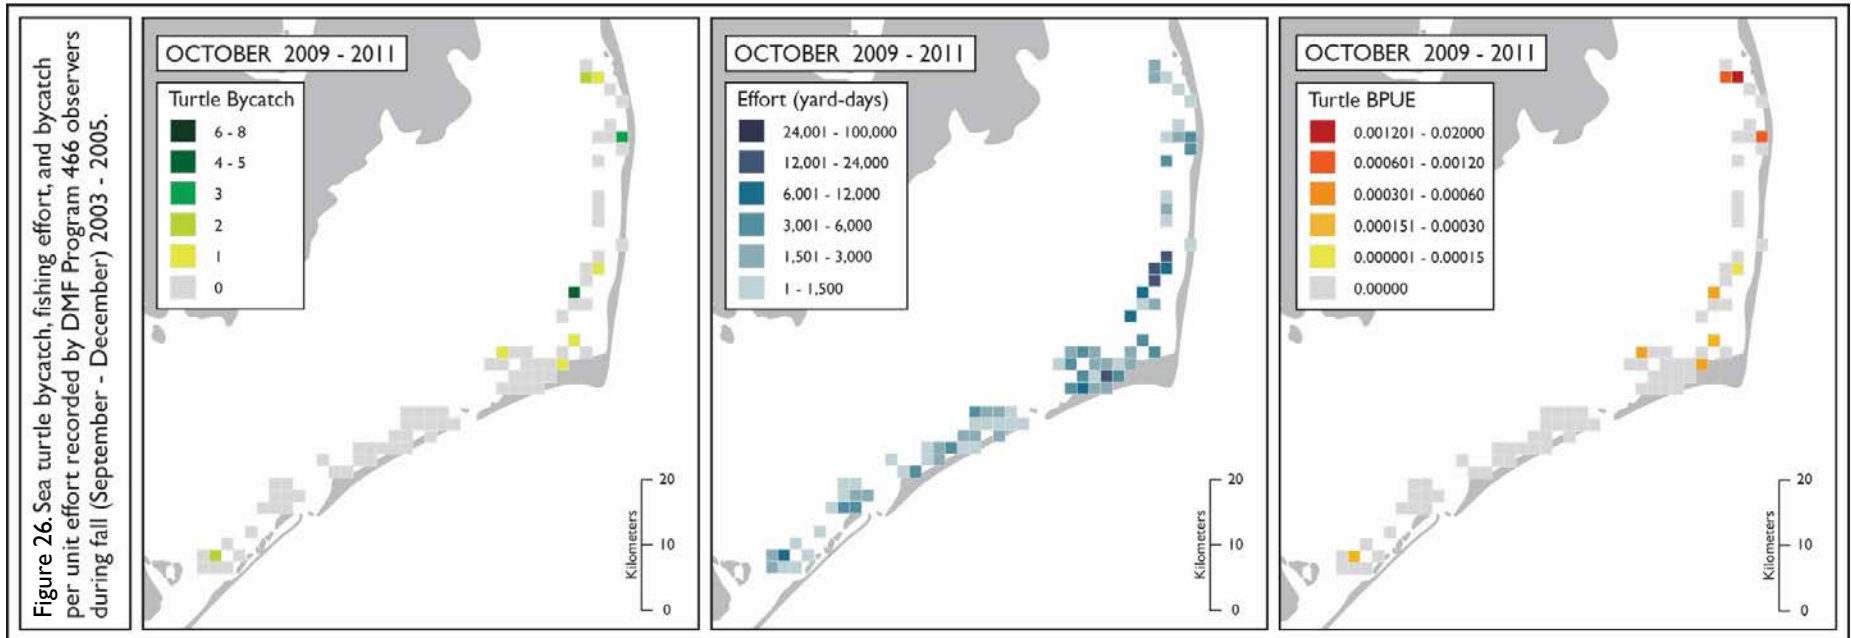 Figure 26. Sea turtle bycatch, fishing effort, and bycatch
per unit effort recorded by DMF Program 466 observers
during fall (September - December) 2003 - 2005.
OCTOBER 2009 - 2011
Turtle Bycatch
6 - 8
4 - 5
3
2
1
0
20
10
0
Kilometers
OCTOBER 2009 - 2011
Effort (yard-days)
24,001 - 100,000
12,001 - 24,000
6,001 - 12,000
3,001 - 6,000
1,501 - 3,000
1 - 1,500
20
10
0
Kilometers
OCTOBER 2009 - 2011
Turtle BPUE
0.001201 - 0.02000
0.000601 - 0.00120
0.000301 - 0.00060
0.000151 - 0.00030
0.000001 - 0.00015
0.00000
20
10
0
Kilometers